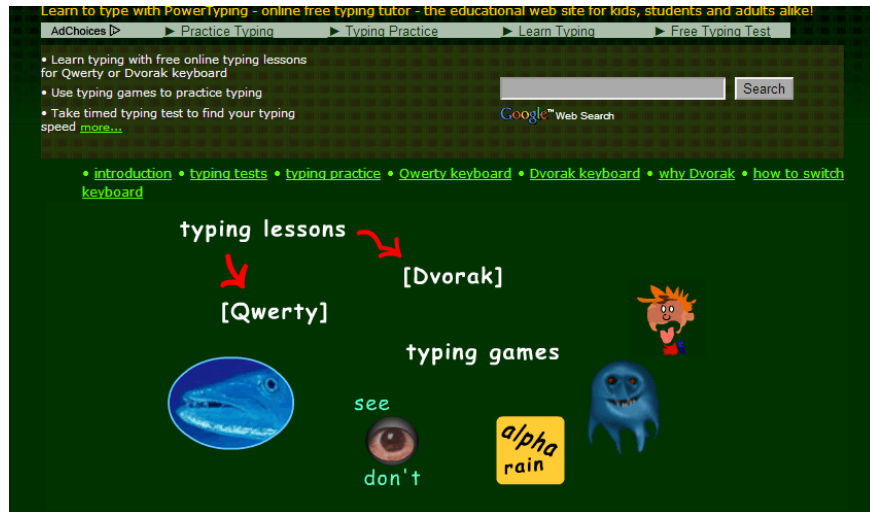 Learn to type with PowerTyping - online free typing tutor - the educational web site for kids, students and adults alike!
AdChoices ▷ ► Practice Typing ► Typing Practice ► Learn Typing ► Free Typing Test
• Learn typing with free online typing lessons
for Qwerty or Dvorak keyboard
• Use typing games to practice typing
• Take timed typing test to find your typing
speed more...
Search
Google™ Web Search
• introduction • typing tests • typing practice • Qwerty keyboard • Dvorak keyboard • why Dvorak • how to switch
keyboard
typing lessons
[Dvorak]
[Qwerty]
typing games
see
don't
alpha
rain